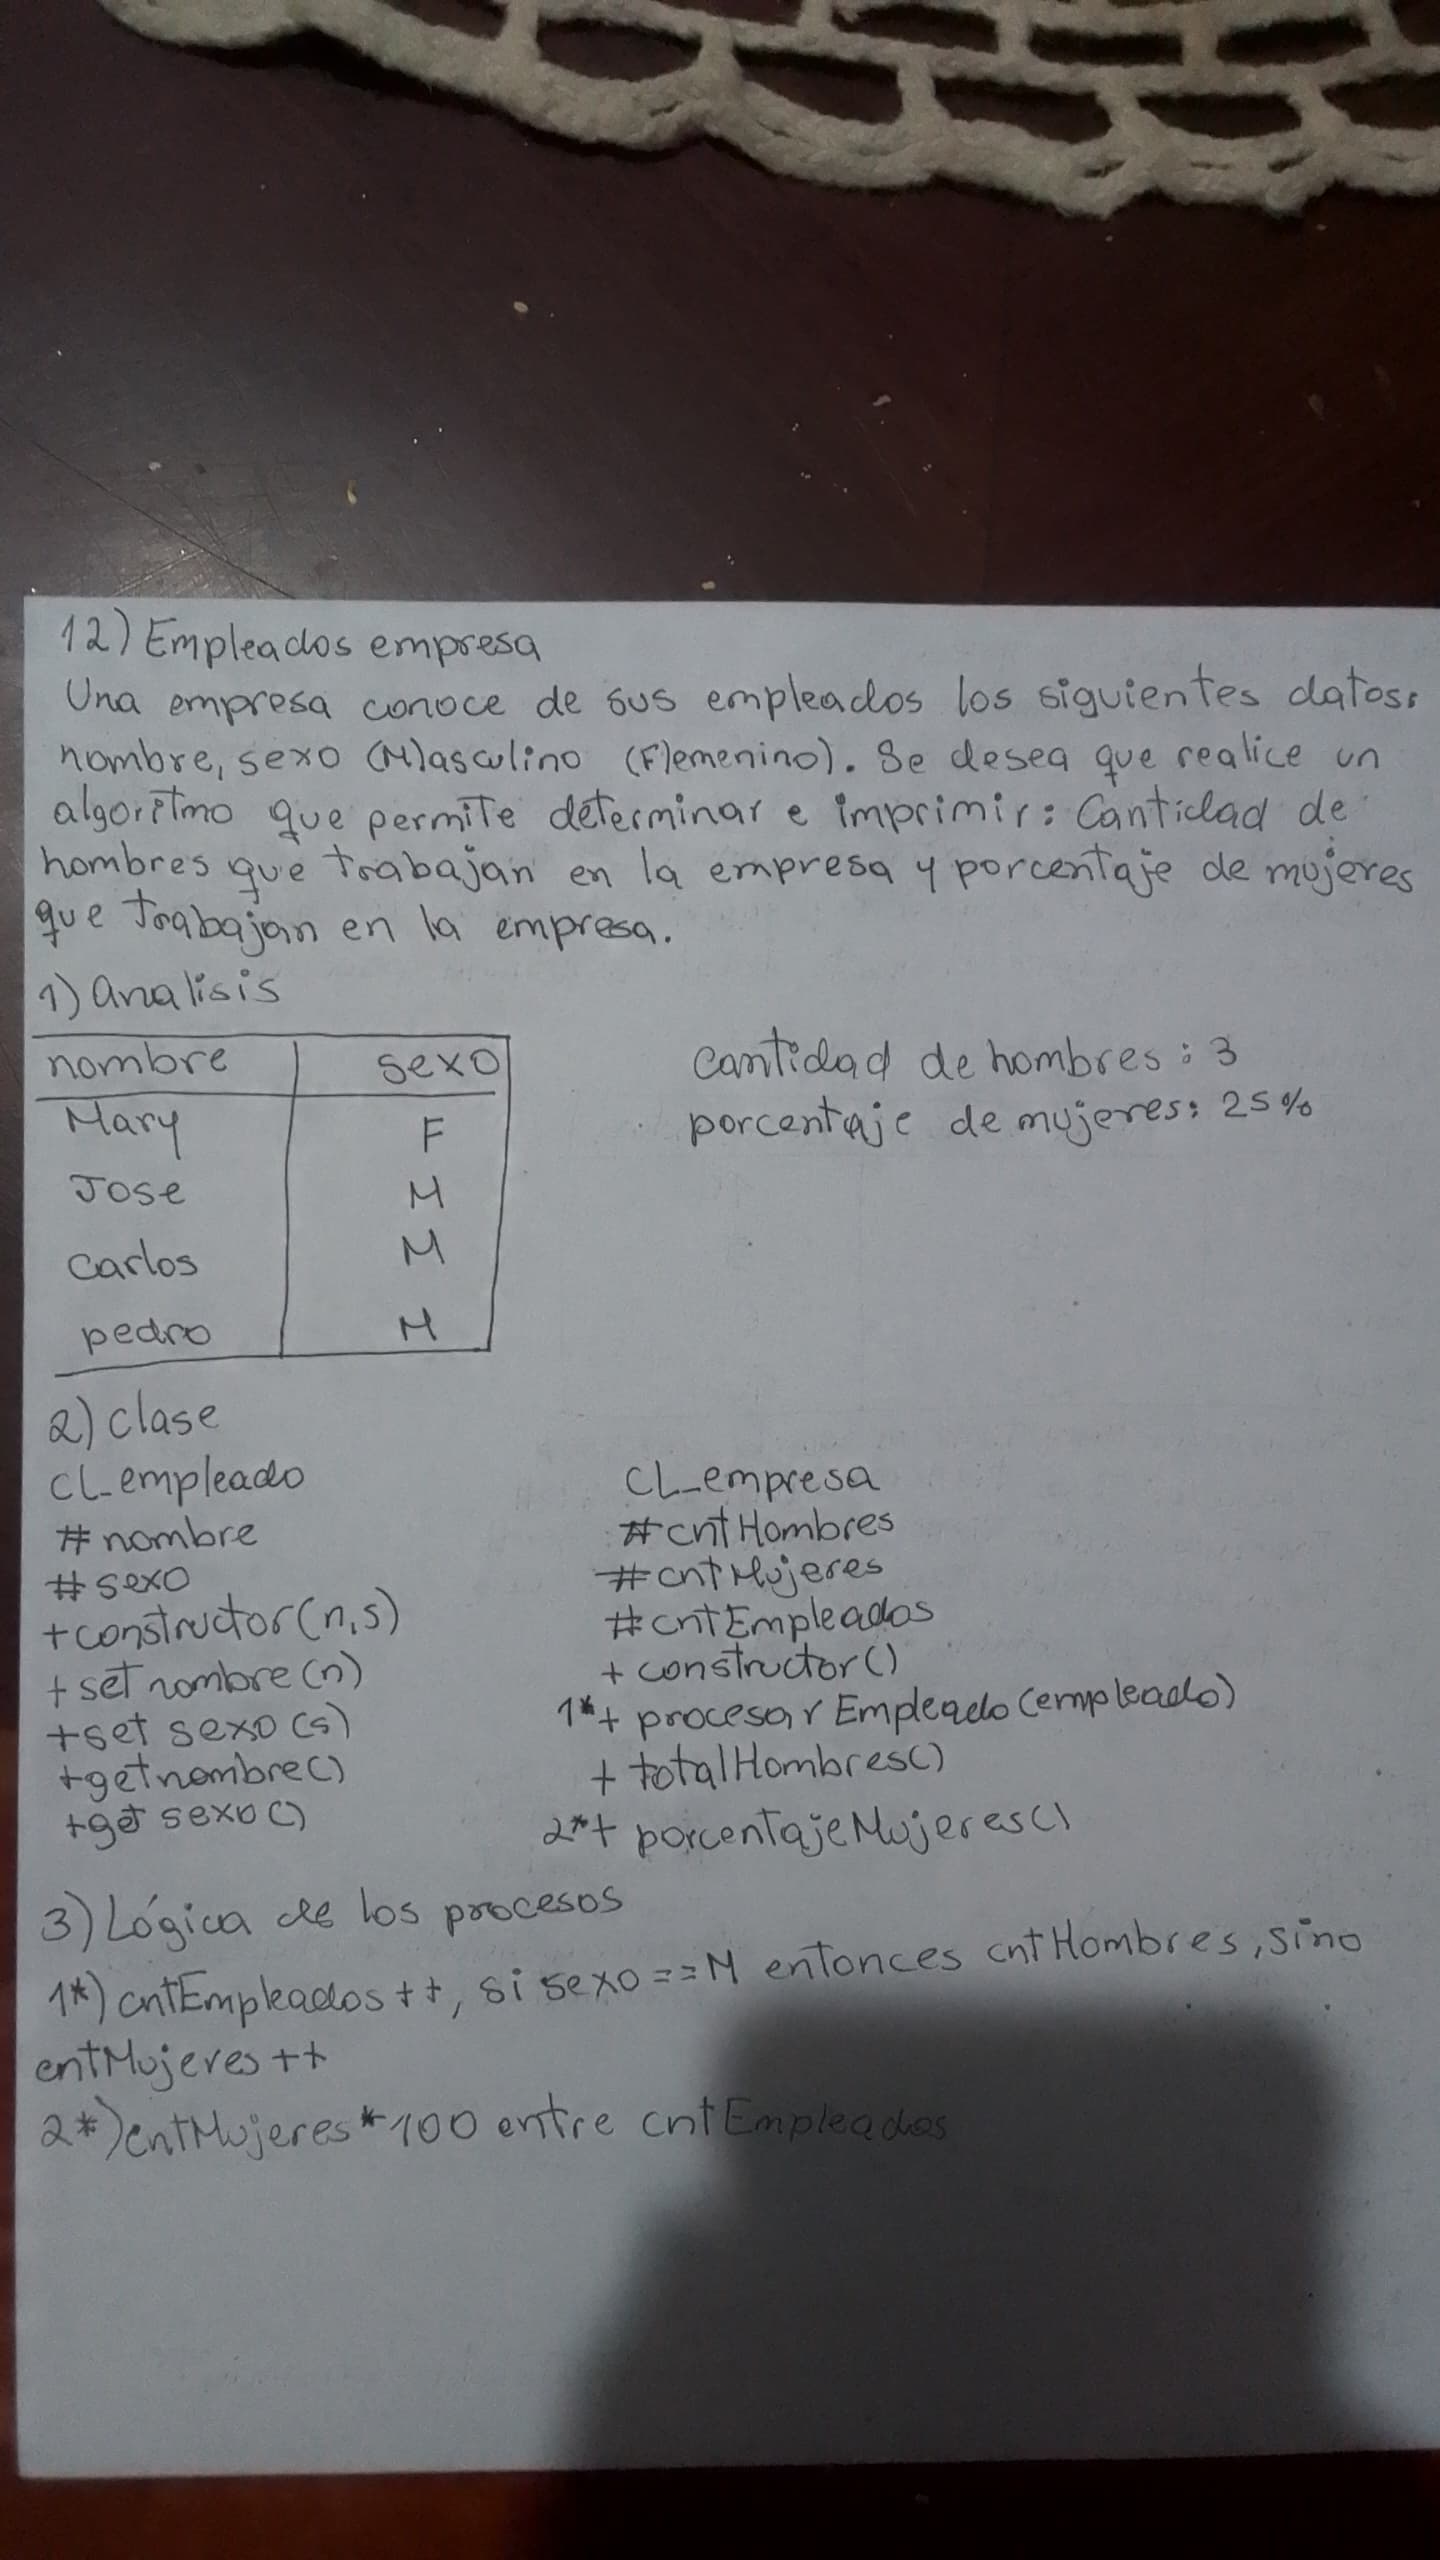 12) Empleados empresa
Una empresa conoce de sus empleados los siguientes datos:
nombre, sexo (M)asculino (F)emenino). Se desea que realice un
algoritmo que permite determinar e imprimir: Cantidad de
hombres que trabajan en la empresa y porcentaje de mujeres
que trabajan en la empresa.
1) Analisis
nombre sexo
Mary F
Jose M
Carlos M
pedro M
Cantidad de hombres: 3
porcentaje de mujeres: 25%
2) Clase
CL_empleado
#nombre
#sexo
+constructor(n,s)
+set nombre(n)
+set sexo(s)
+getnombre()
+get sexo()
CL_empresa
#cntHombres
#cntMujeres
#cntEmpleados
+constructor()
1*+ procesarEmpleado(empleado)
+ totalHombres()
2*+ porcentajeMujeres()
3) Lógica de los procesos
1*) cntEmpleados++, si sexo==M entonces cntHombres, sino
cntMujeres++
2*) cntMujeres*100 entre cntEmpleados